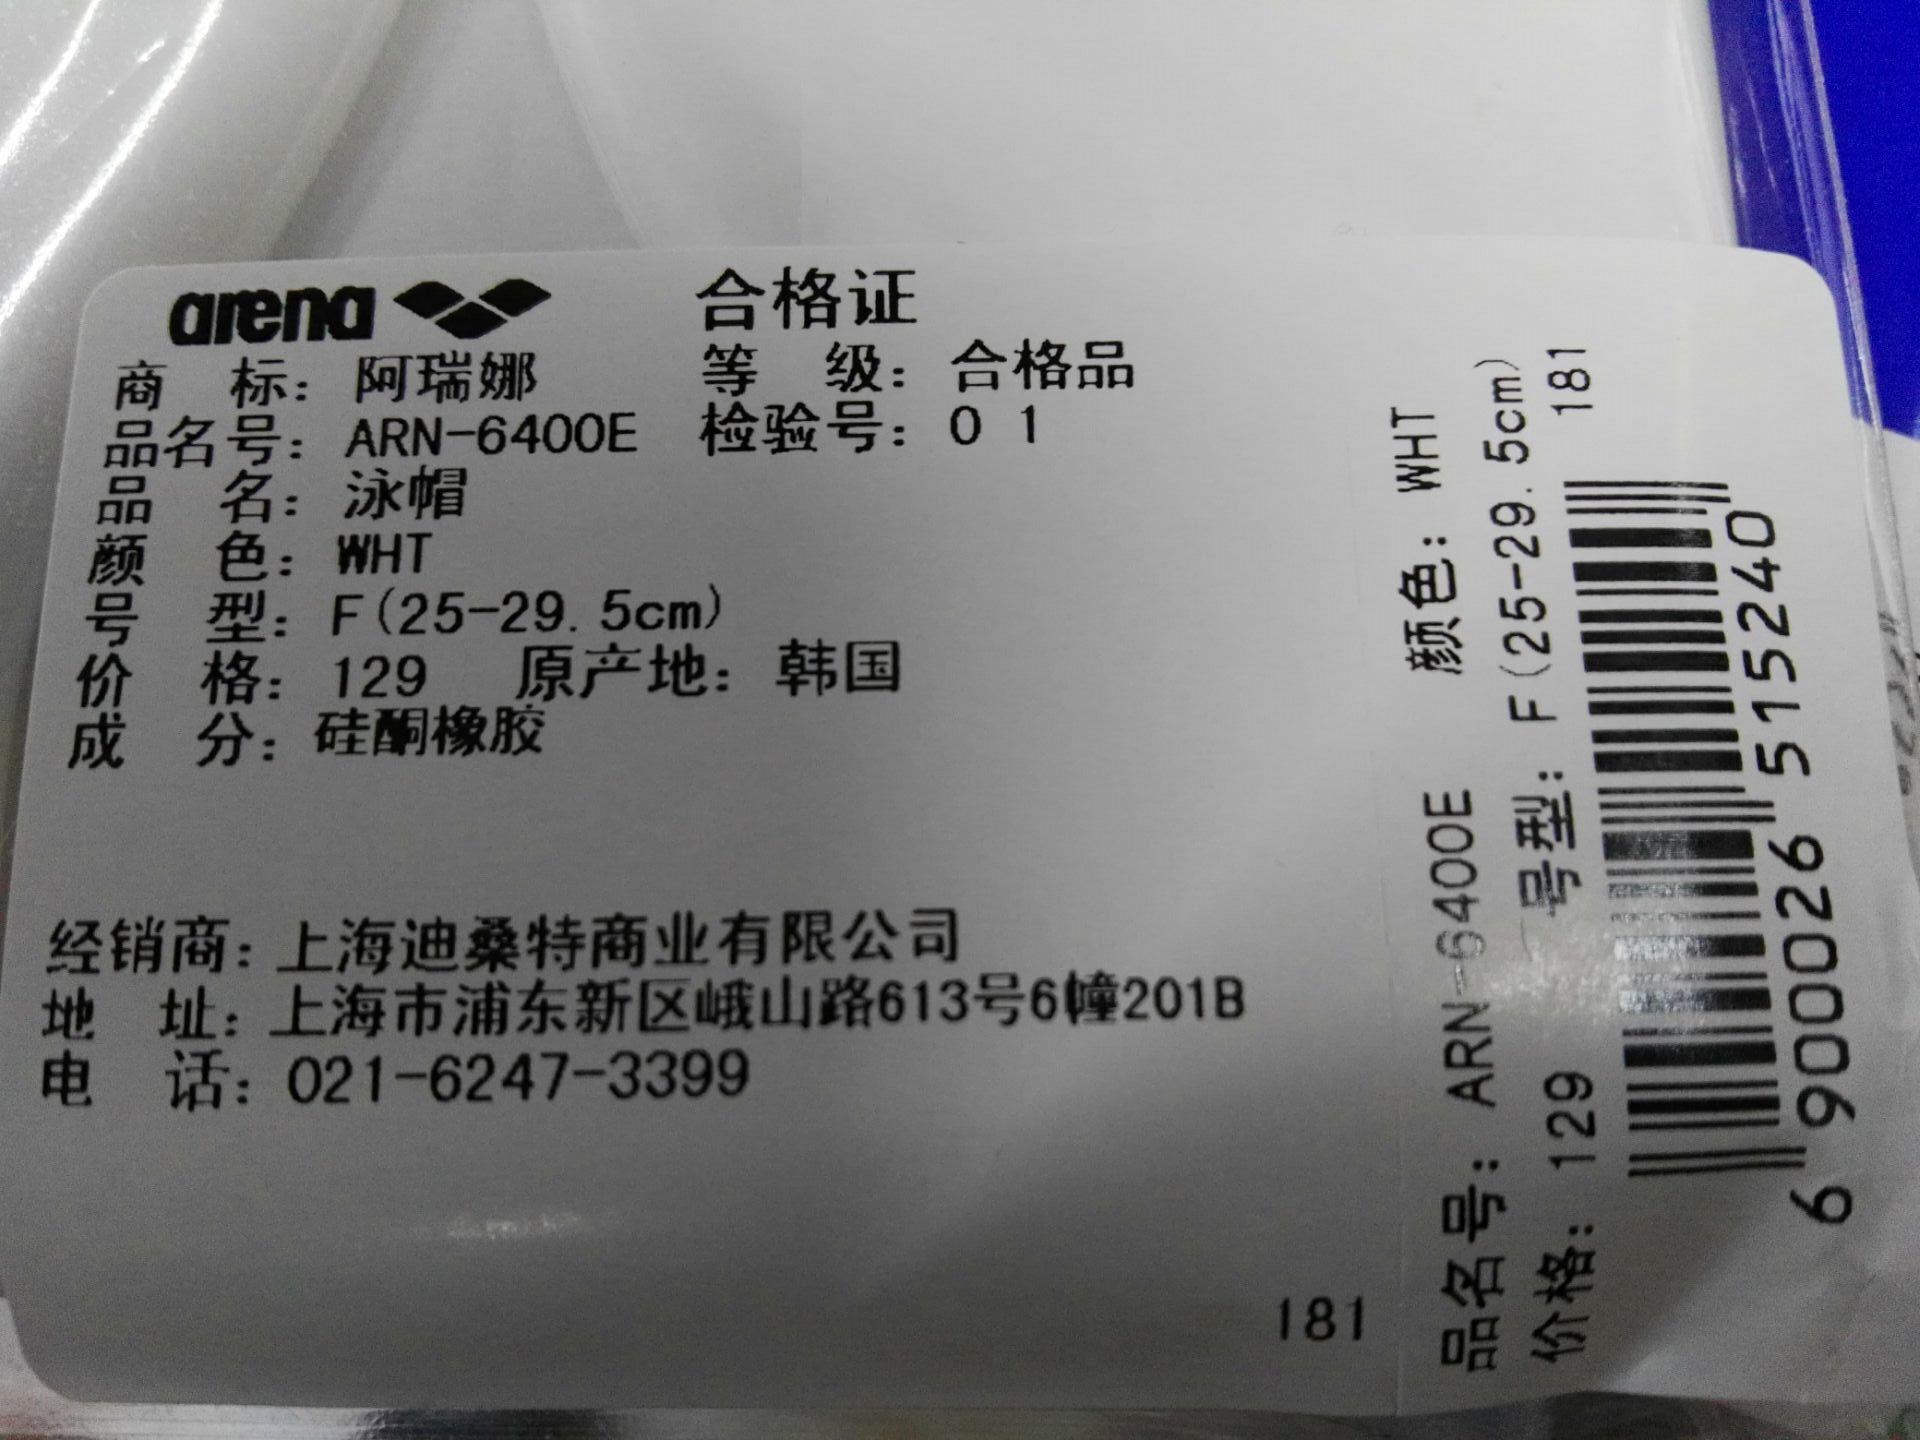 arena 合格证
商 标：阿瑞娜 等 级：合格品
品名号：ARN-6400E 检验号：0 1
品 名：泳帽
颜 色：WHT
号 型：F(25-29.5cm)
价 格：129 原产地：韩国
成 分：硅酮橡胶
经销商：上海迪桑特商业有限公司
地 址：上海市浦东新区峨山路613号6幢201B
电 话：021-6247-3399
181
品名号：ARN-6400E 颜色：WHT
价格：129 号型：F(25-29.5cm)
181
6 900026 515240